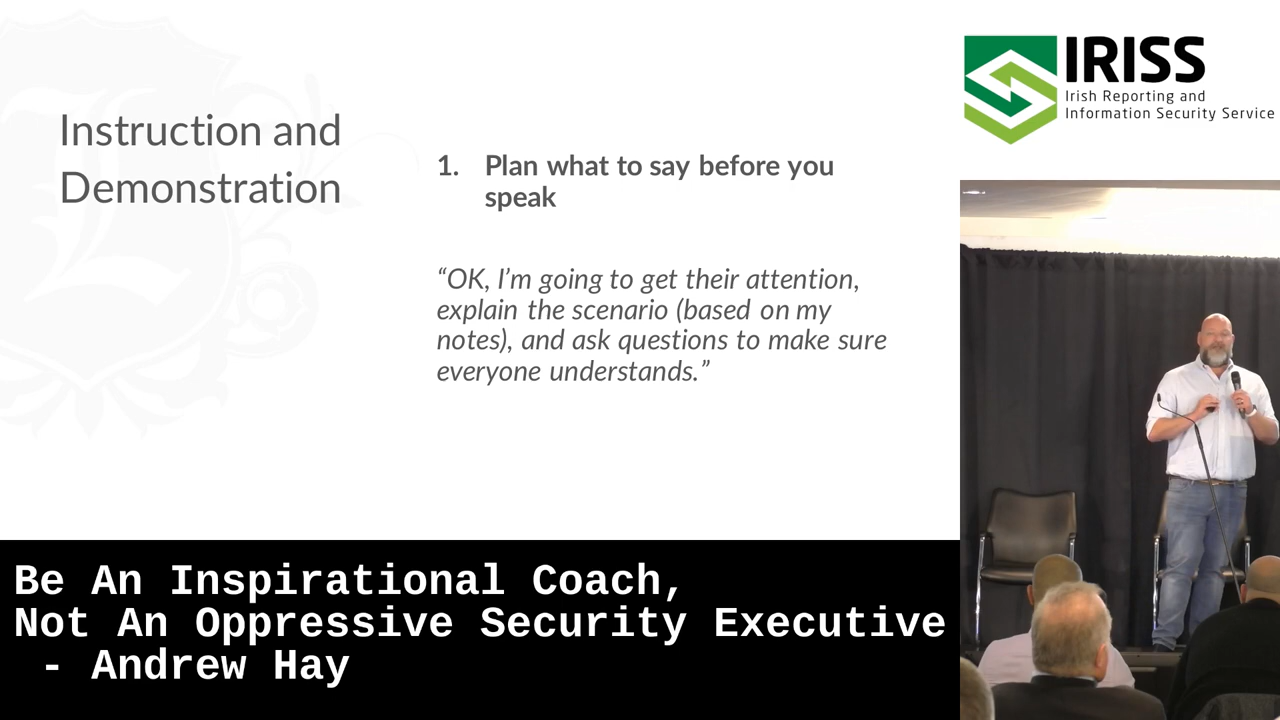 Instruction and
Demonstration
1. Plan what to say before you
speak
“OK, I’m going to get their attention,
explain the scenario (based on my
notes), and ask questions to make sure
everyone understands.”
IRISS
Irish Reporting and
Information Security Service
Be An Inspirational Coach,
Not An Oppressive Security Executive
- Andrew Hay